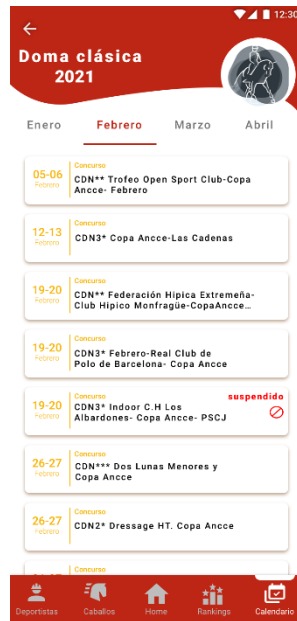 12:30
Doma clásica
2021
Enero Febrero Marzo Abril
05-06
Febrero
Concurso
CDN** Trofeo Open Sport Club-Copa
Ancce- Febrero
12-13
Febrero
Concurso
CDN3* Copa Ancce-Las Cadenas
19-20
Febrero
Concurso
CDN** Federación Hipica Extremeña-
Club Hipico Monfragüe-CopaAncce...
19-20
Febrero
Concurso
CDN3* Febrero-Real Club de
Polo de Barcelona- Copa Ancce
19-20
Febrero
Concurso
suspendido
CDN3* Indoor C.H Los
Albardones- Copa Ancce- PSCJ
26-27
Febrero
Concurso
CDN*** Dos Lunas Menores y
Copa Ancce
26-27
Febrero
Concurso
CDN2* Dressage HT. Copa Ancce
Concurso
Deportistas Caballos Home Rankings Calendario